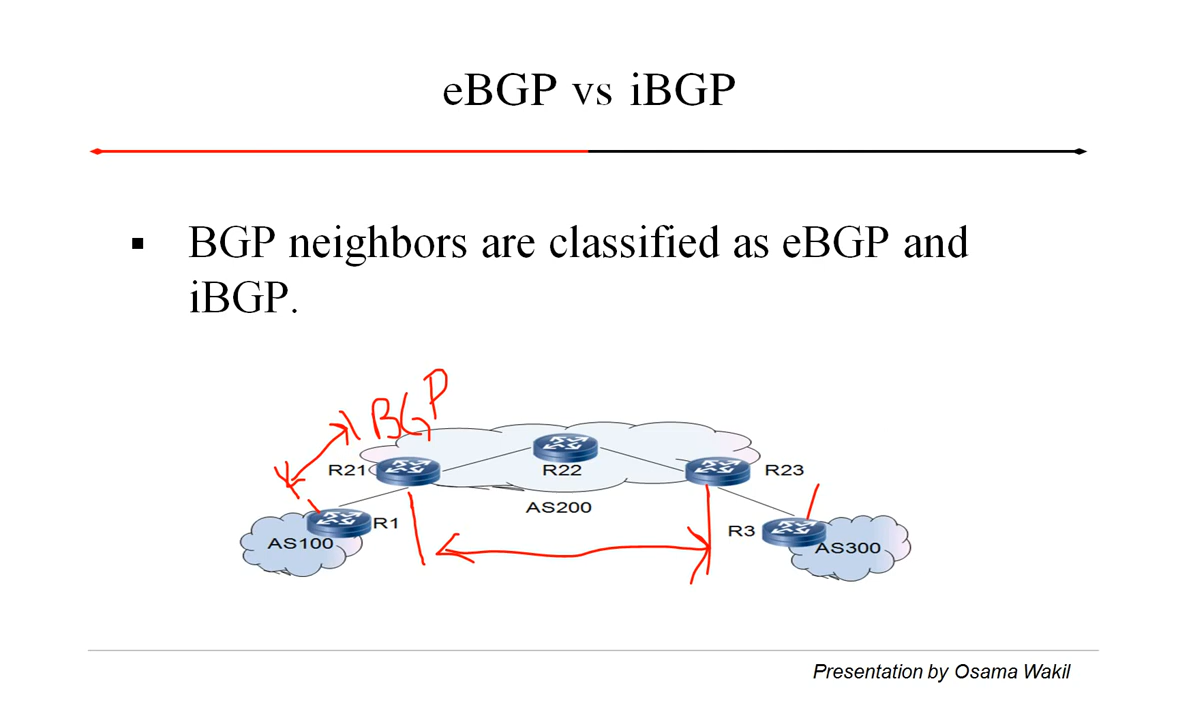 eBGP vs iBGP
▪ BGP neighbors are classified as eBGP and
iBGP.
BGP
R21
R22
R23
AS200
R1
R3
AS100
AS300
Presentation by Osama Wakil